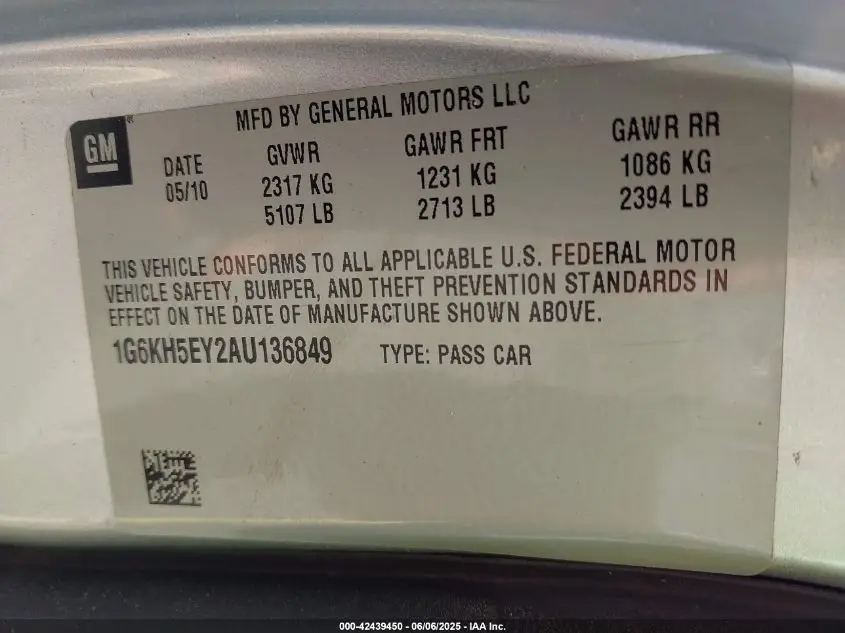 MFD BY GENERAL MOTORS LLC
GM
DATE GVWR GAWR FRT GAWR RR
05/10 2317 KG 1231 KG 1086 KG
5107 LB 2713 LB 2394 LB
THIS VEHICLE CONFORMS TO ALL APPLICABLE U.S. FEDERAL MOTOR
VEHICLE SAFETY, BUMPER, AND THEFT PREVENTION STANDARDS IN
EFFECT ON THE DATE OF MANUFACTURE SHOWN ABOVE.
1G6KH5EY2AU136849 TYPE: PASS CAR
000-42439450 - 06/06/2025 - IAA Inc.